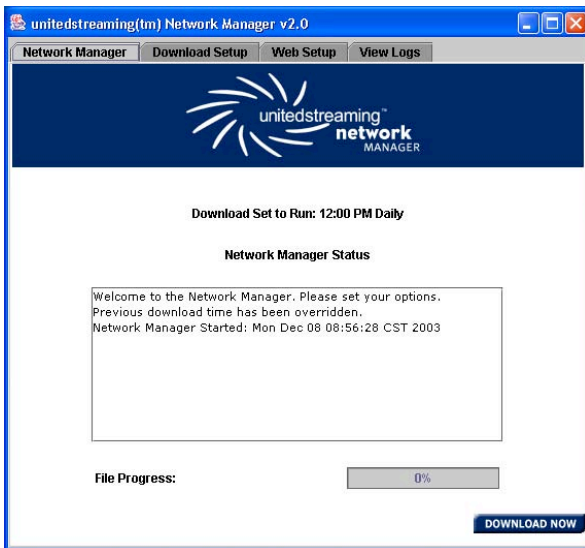 unitedstreaming(tm) Network Manager v2.0
Network Manager Download Setup Web Setup View Logs
unitedstreaming™
network
MANAGER
Download Set to Run: 12:00 PM Daily
Network Manager Status
Welcome to the Network Manager. Please set your options.
Previous download time has been overridden.
Network Manager Started: Mon Dec 08 08:56:28 CST 2003
File Progress: 0%
DOWNLOAD NOW